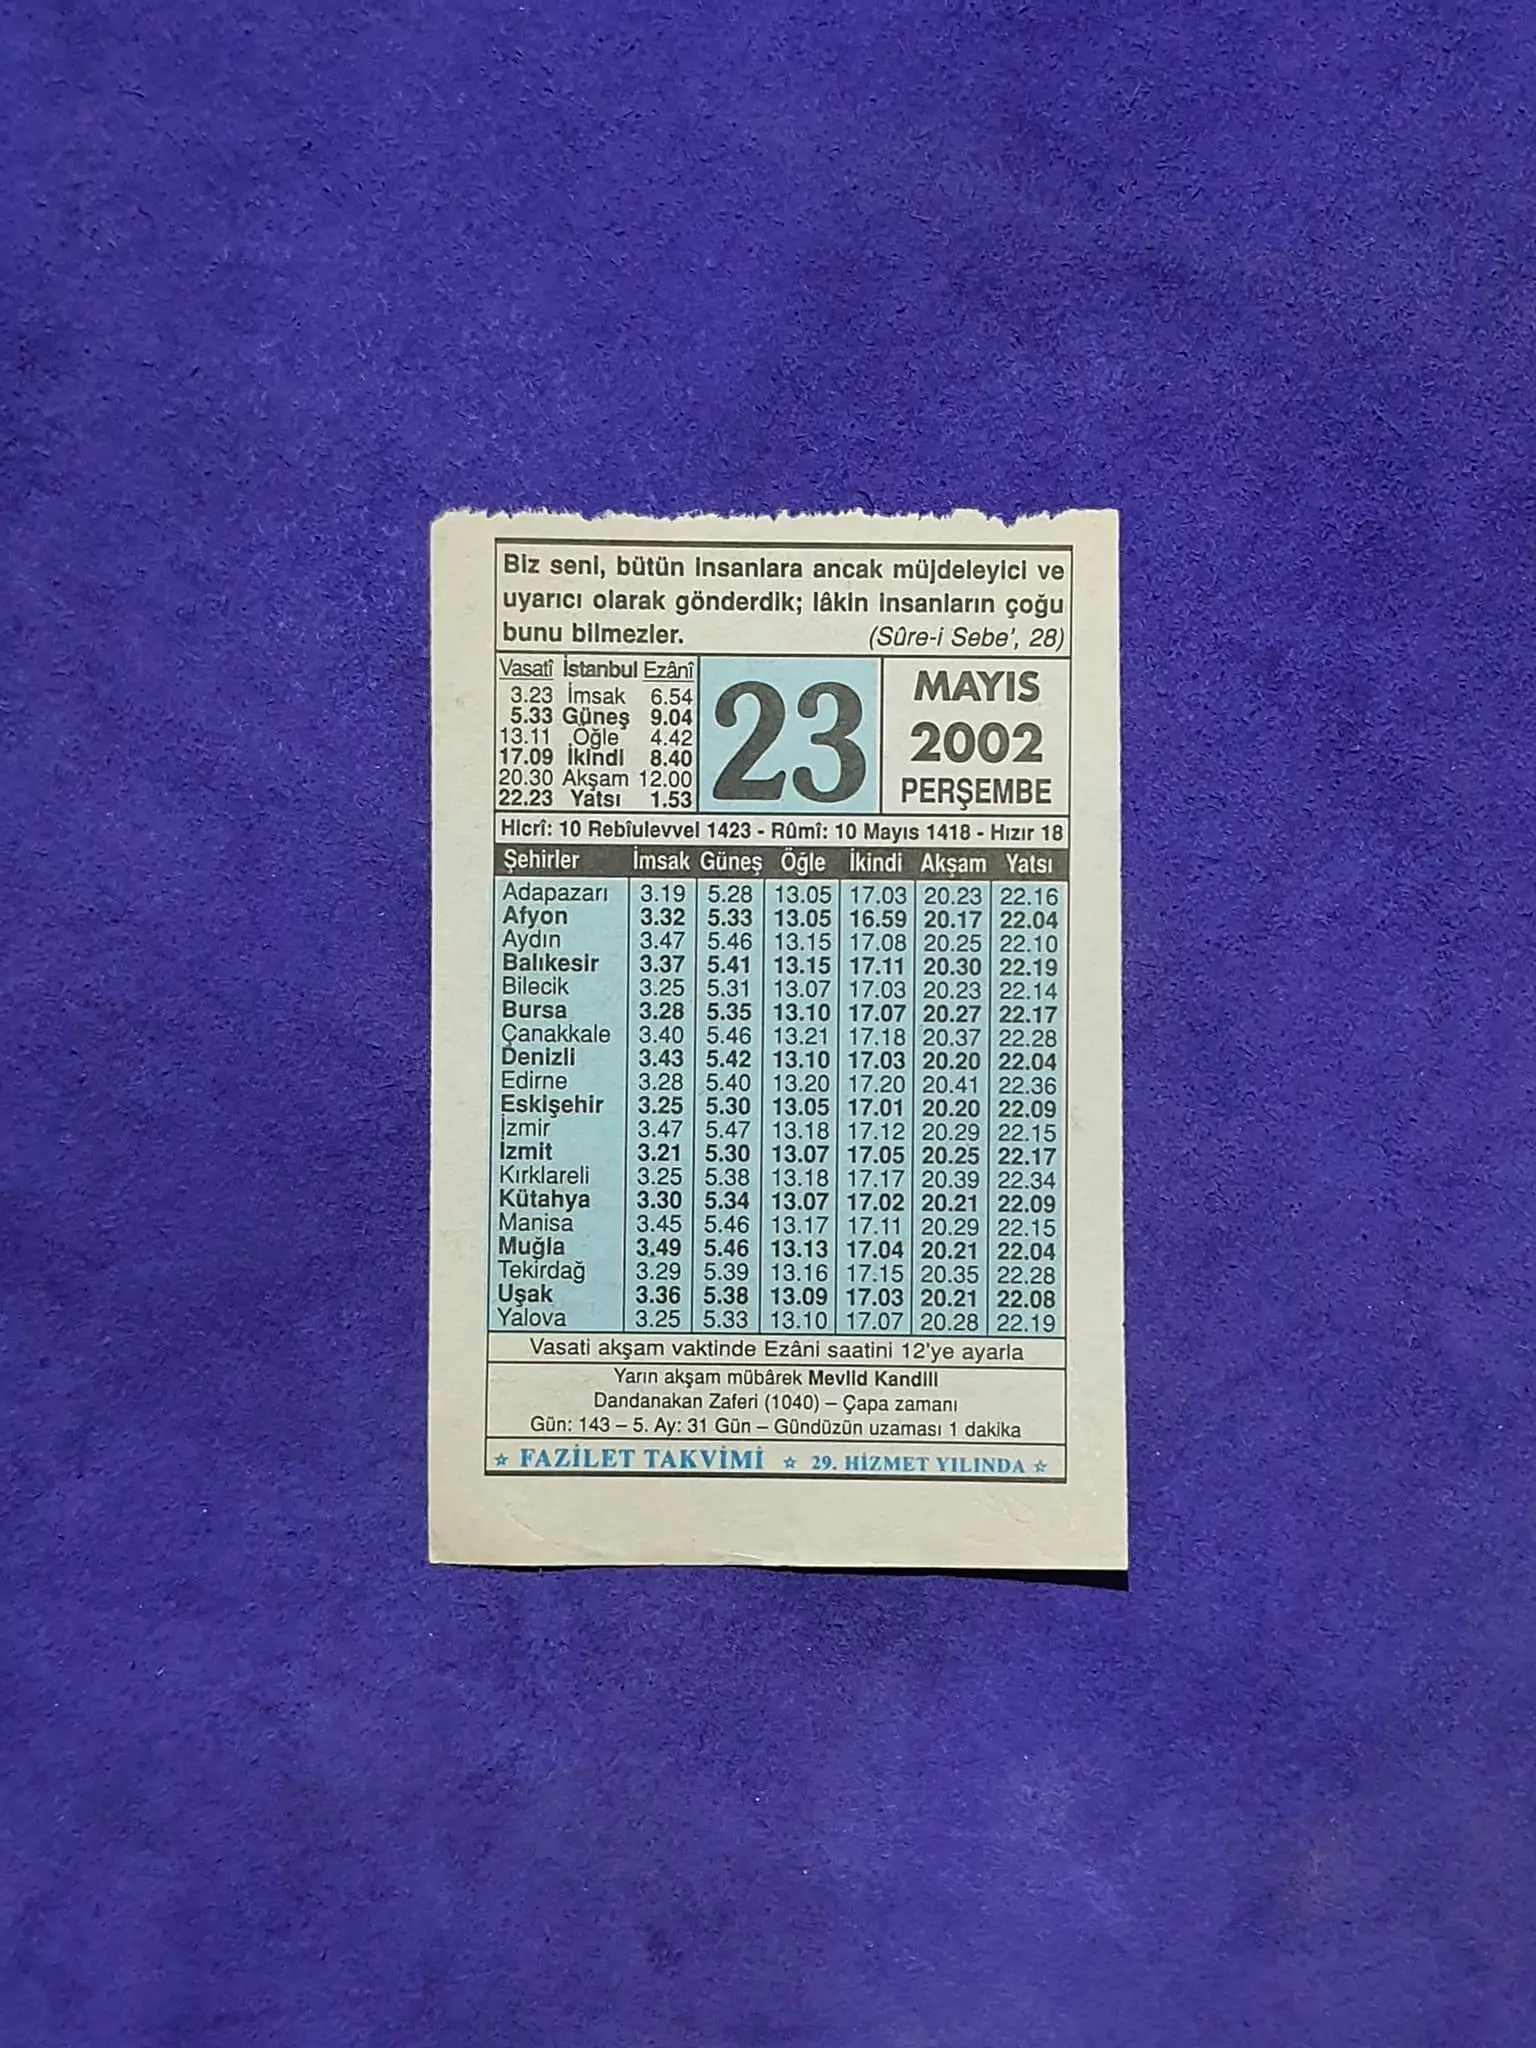 Biz seni, bütün insanlara ancak müjdeleyici ve
uyarıcı olarak gönderdik; lâkin insanların çoğu
bunu bilmezler. (Sûre-i Sebe', 28)
Vasatî İstanbul Ezânî
3.23 İmsak 6.54
5.33 Güneş 9.04
13.11 Öğle 4.42
17.09 İkindi 8.40
20.30 Akşam 12.00
22.23 Yatsı 1.53
23
MAYIS
2002
PERŞEMBE
Hicrî: 10 Rebîulevvel 1423 - Rûmî: 10 Mayıs 1418 - Hızır 18
Şehirler İmsak Güneş Öğle İkindi Akşam Yatsı
Adapazarı 3.19 5.28 13.05 17.03 20.23 22.16
Afyon 3.32 5.33 13.05 16.59 20.17 22.04
Aydın 3.47 5.46 13.15 17.08 20.25 22.10
Balıkesir 3.37 5.41 13.15 17.11 20.30 22.19
Bilecik 3.25 5.31 13.07 17.03 20.23 22.14
Bursa 3.28 5.35 13.10 17.07 20.27 22.17
Çanakkale 3.40 5.46 13.21 17.18 20.37 22.28
Denizli 3.43 5.42 13.10 17.03 20.20 22.04
Edirne 3.28 5.40 13.20 17.20 20.41 22.36
Eskişehir 3.25 5.30 13.05 17.01 20.20 22.09
İzmir 3.47 5.47 13.18 17.12 20.29 22.15
İzmit 3.21 5.30 13.07 17.05 20.25 22.17
Kırklareli 3.25 5.38 13.18 17.17 20.39 22.34
Kütahya 3.30 5.34 13.07 17.02 20.21 22.09
Manisa 3.45 5.46 13.17 17.11 20.29 22.15
Muğla 3.49 5.46 13.13 17.04 20.21 22.04
Tekirdağ 3.29 5.39 13.16 17.15 20.35 22.28
Uşak 3.36 5.38 13.09 17.03 20.21 22.08
Yalova 3.25 5.33 13.10 17.07 20.28 22.19
Vasati akşam vaktinde Ezâni saatini 12'ye ayarla
Yarın akşam mübârek Mevlid Kandili
Dandanakan Zaferi (1040) – Çapa zamanı
Gün: 143 – 5. Ay: 31 Gün – Gündüzün uzaması 1 dakika
☆ FAZİLET TAKVİMİ ☆ 29. HİZMET YILINDA ☆